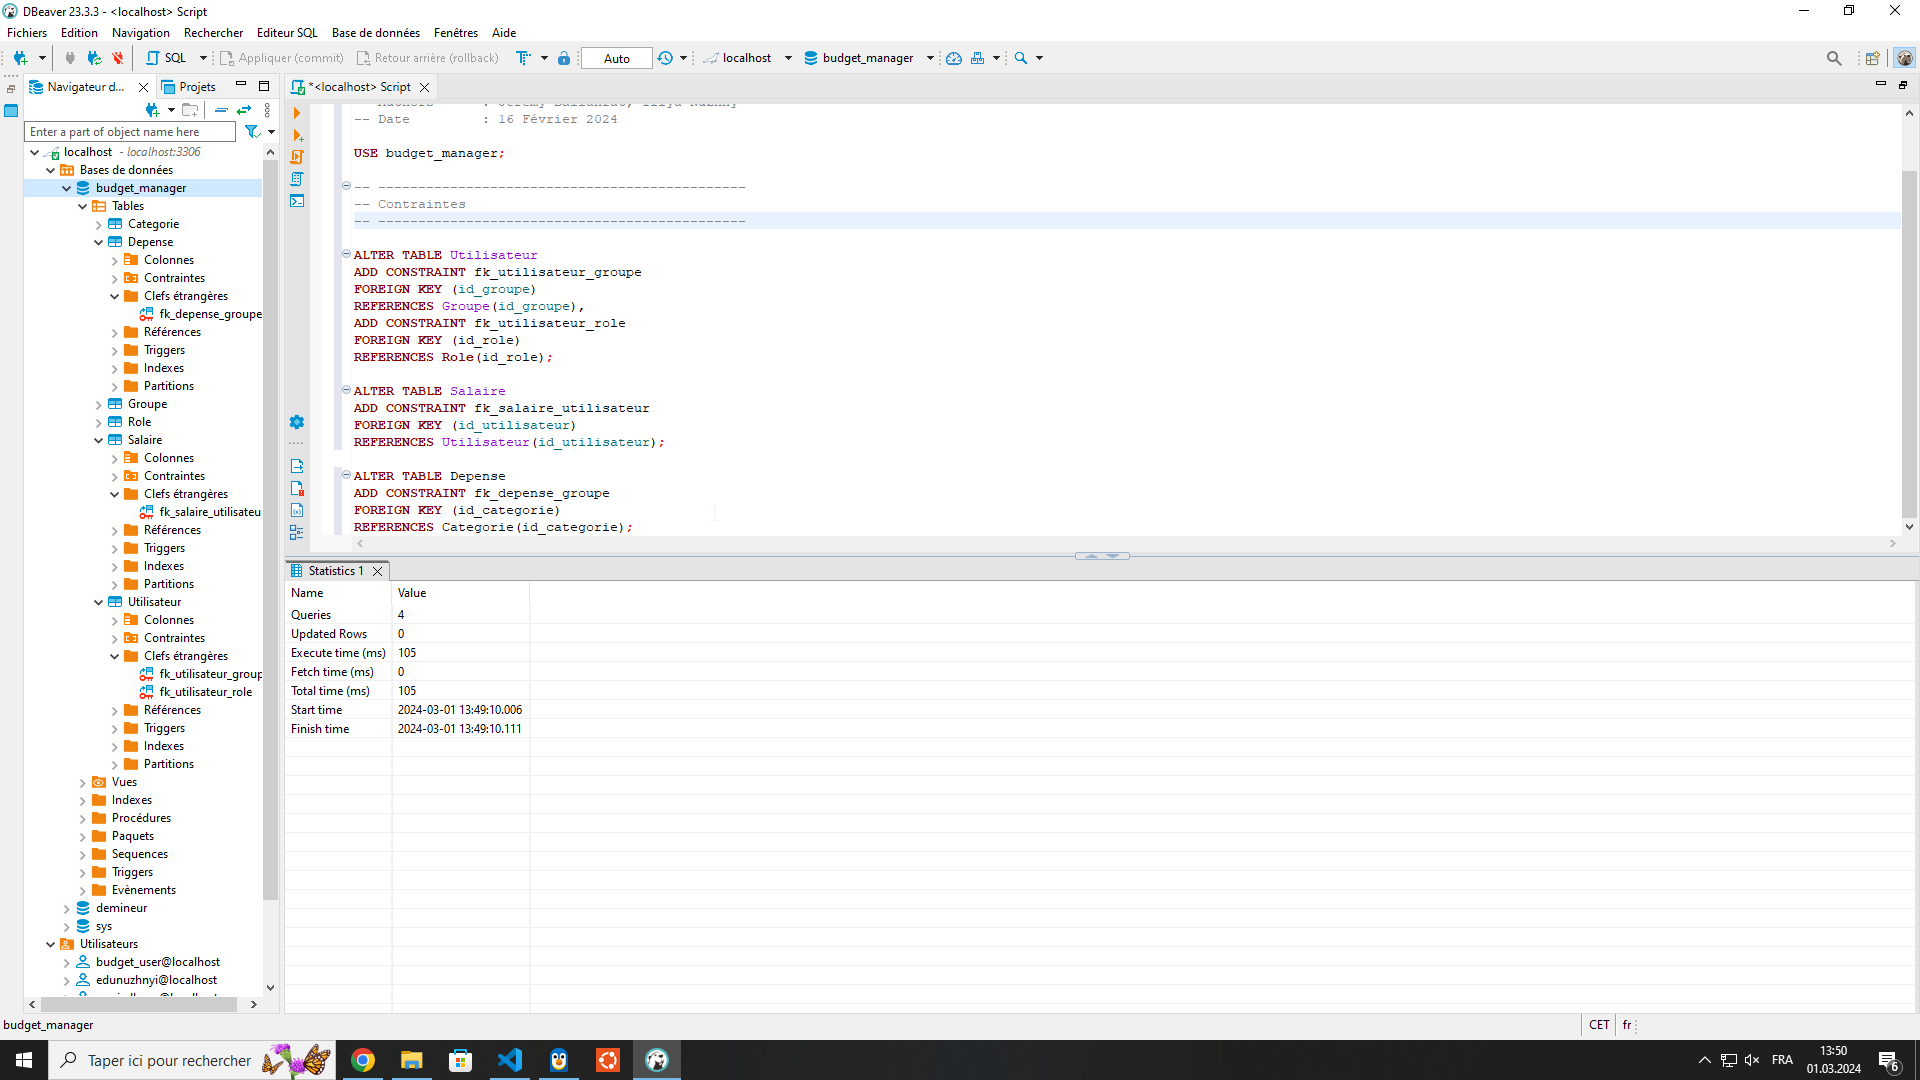 DBeaver 23.3.3 - <localhost> Script
Fichiers Edition Navigation Rechercher Editeur SQL Base de données Fenêtres Aide
SQL Appliquer (commit) Retour arrière (rollback) Auto localhost budget_manager
Navigateur d... Projets
*<localhost> Script
Enter a part of object name here
localhost - localhost:3306
Bases de données
budget_manager
Tables
Categorie
Depense
Colonnes
Contraintes
Clefs étrangères
fk_depense_groupe
Références
Triggers
Indexes
Partitions
Groupe
Role
Salaire
Colonnes
Contraintes
Clefs étrangères
fk_salaire_utilisateu
Références
Triggers
Indexes
Partitions
Utilisateur
Colonnes
Contraintes
Clefs étrangères
fk_utilisateur_group
fk_utilisateur_role
Références
Triggers
Indexes
Partitions
Vues
Indexes
Procédures
Paquets
Sequences
Triggers
Evènements
demineur
sys
Utilisateurs
budget_user@localhost
edunuzhnyi@localhost
-- Date : 16 Février 2024
USE budget_manager;
-- ----------------------------------------------
-- Contraintes
-- ----------------------------------------------
ALTER TABLE Utilisateur
ADD CONSTRAINT fk_utilisateur_groupe
FOREIGN KEY (id_groupe)
REFERENCES Groupe(id_groupe),
ADD CONSTRAINT fk_utilisateur_role
FOREIGN KEY (id_role)
REFERENCES Role(id_role);
ALTER TABLE Salaire
ADD CONSTRAINT fk_salaire_utilisateur
FOREIGN KEY (id_utilisateur)
REFERENCES Utilisateur(id_utilisateur);
ALTER TABLE Depense
ADD CONSTRAINT fk_depense_groupe
FOREIGN KEY (id_categorie)
REFERENCES Categorie(id_categorie);
Statistics 1
Name Value
Queries 4
Updated Rows 0
Execute time (ms) 105
Fetch time (ms) 0
Total time (ms) 105
Start time 2024-03-01 13:49:10.006
Finish time 2024-03-01 13:49:10.111
budget_manager
CET fr
Taper ici pour rechercher
FRA
13:50
01.03.2024
6